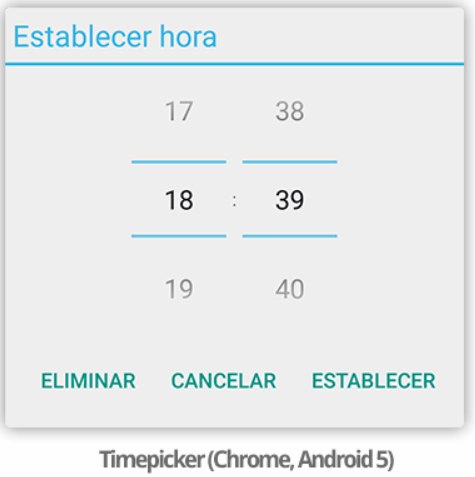 Establecer hora
17 38
18 : 39
19 40
ELIMINAR CANCELAR ESTABLECER
Timepicker (Chrome, Android 5)